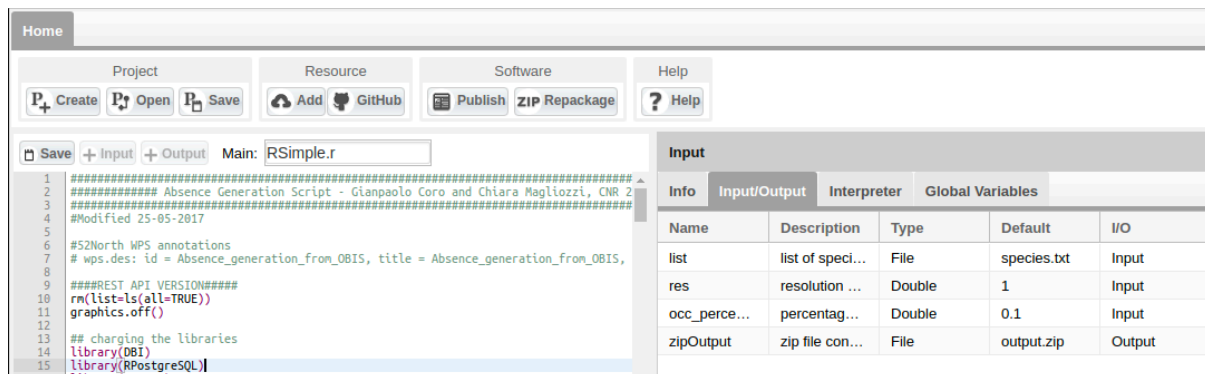 Home
Project Resource Software Help
Create Open Save Add GitHub Publish ZIP Repackage ? Help
Save + Input + Output Main: RSimple.r
1 ################################################################################
2 ############# Absence Generation Script - Gianpaolo Coro and Chiara Magliozzi, CNR 2
3 ################################################################################
4 #Modified 25-05-2017
5
6 #52North WPS annotations
7 # wps.des: id = Absence_generation_from_OBIS, title = Absence_generation_from_OBIS,
8
9 ####REST API VERSION#####
10 rm(list=ls(all=TRUE))
11 graphics.off()
12
13 ## charging the libraries
14 library(DBI)
15 library(RPostgreSQL)
Input
Info Input/Output Interpreter Global Variables
Name Description Type Default I/O
list list of speci... File species.txt Input
res resolution ... Double 1 Input
occ_perce... percentag... Double 0.1 Input
zipOutput zip file con... File output.zip Output